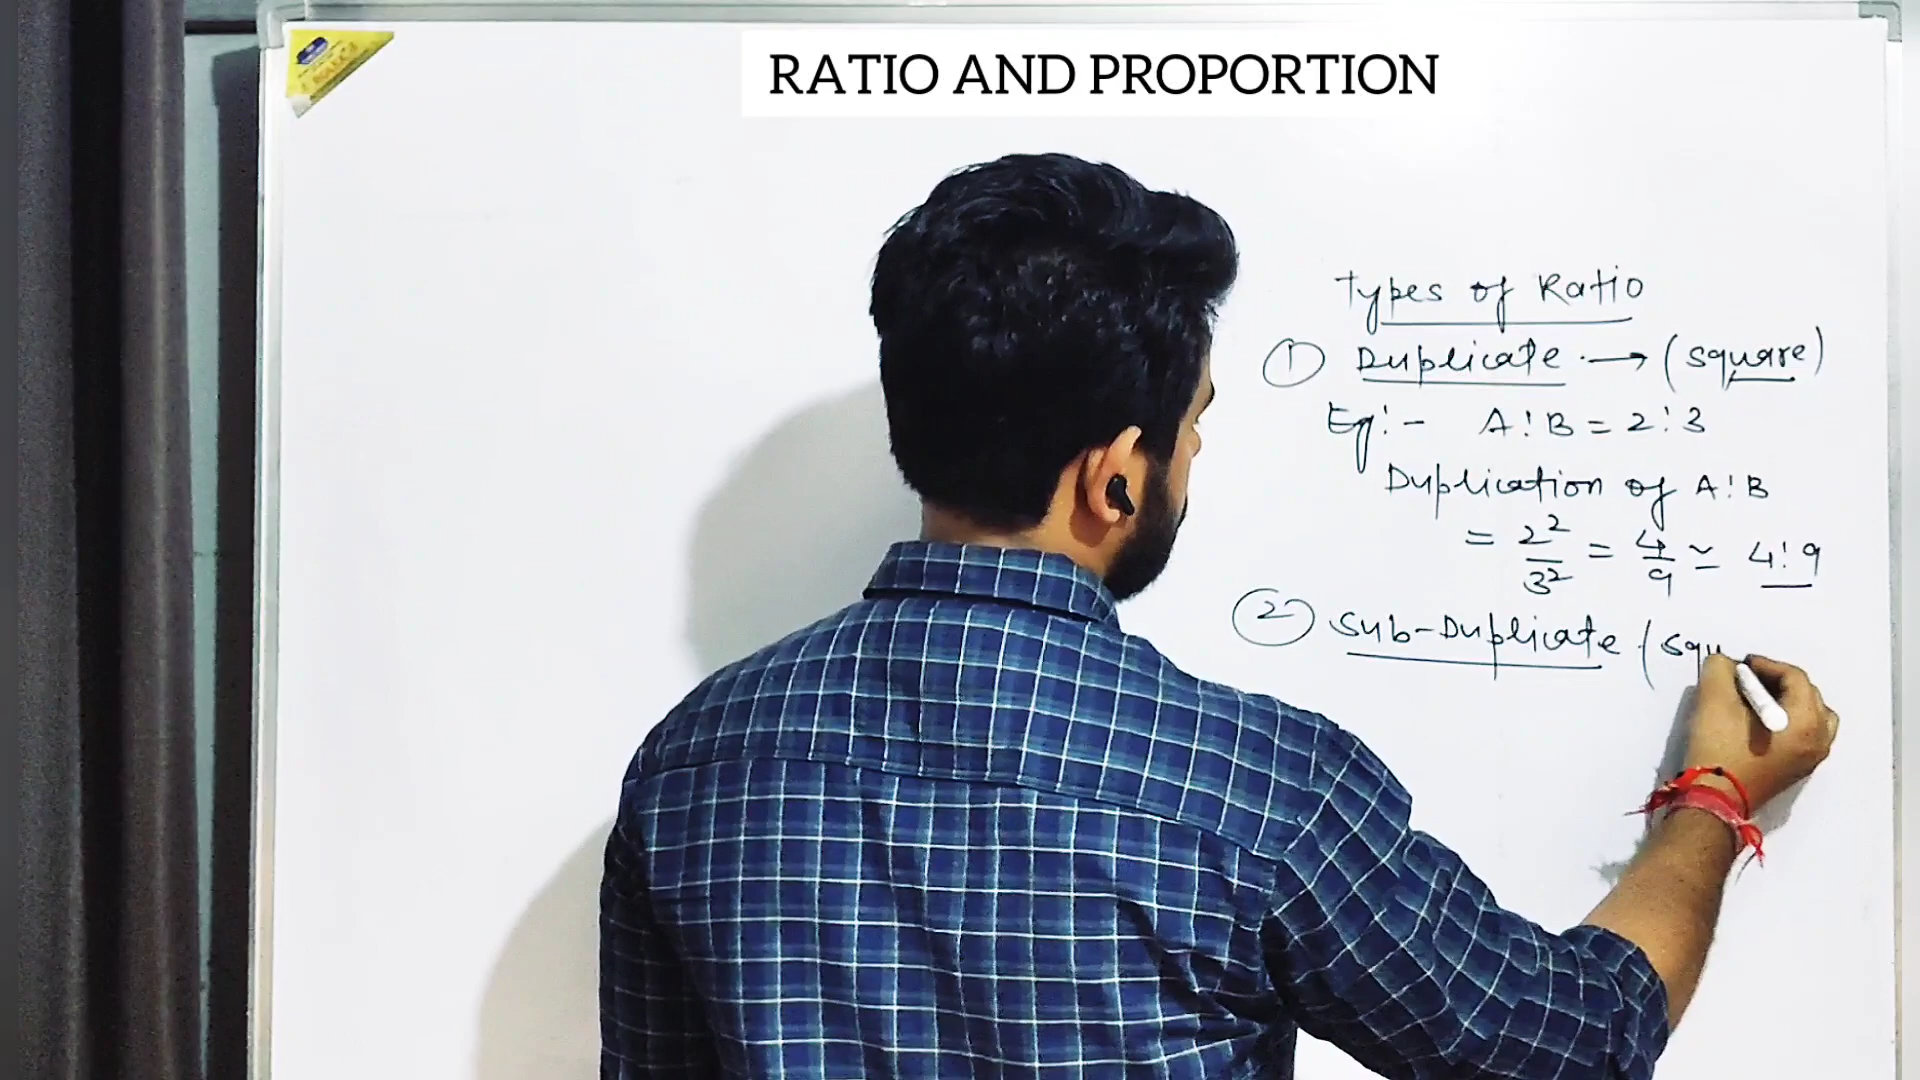 RATIO AND PROPORTION
Types of Ratio
① Duplicate → (square)
Eg:- A:B = 2:3
Duplication of A:B
= 2²/3² = 4/9 ≃ 4:9
② Sub-Duplicate (squ